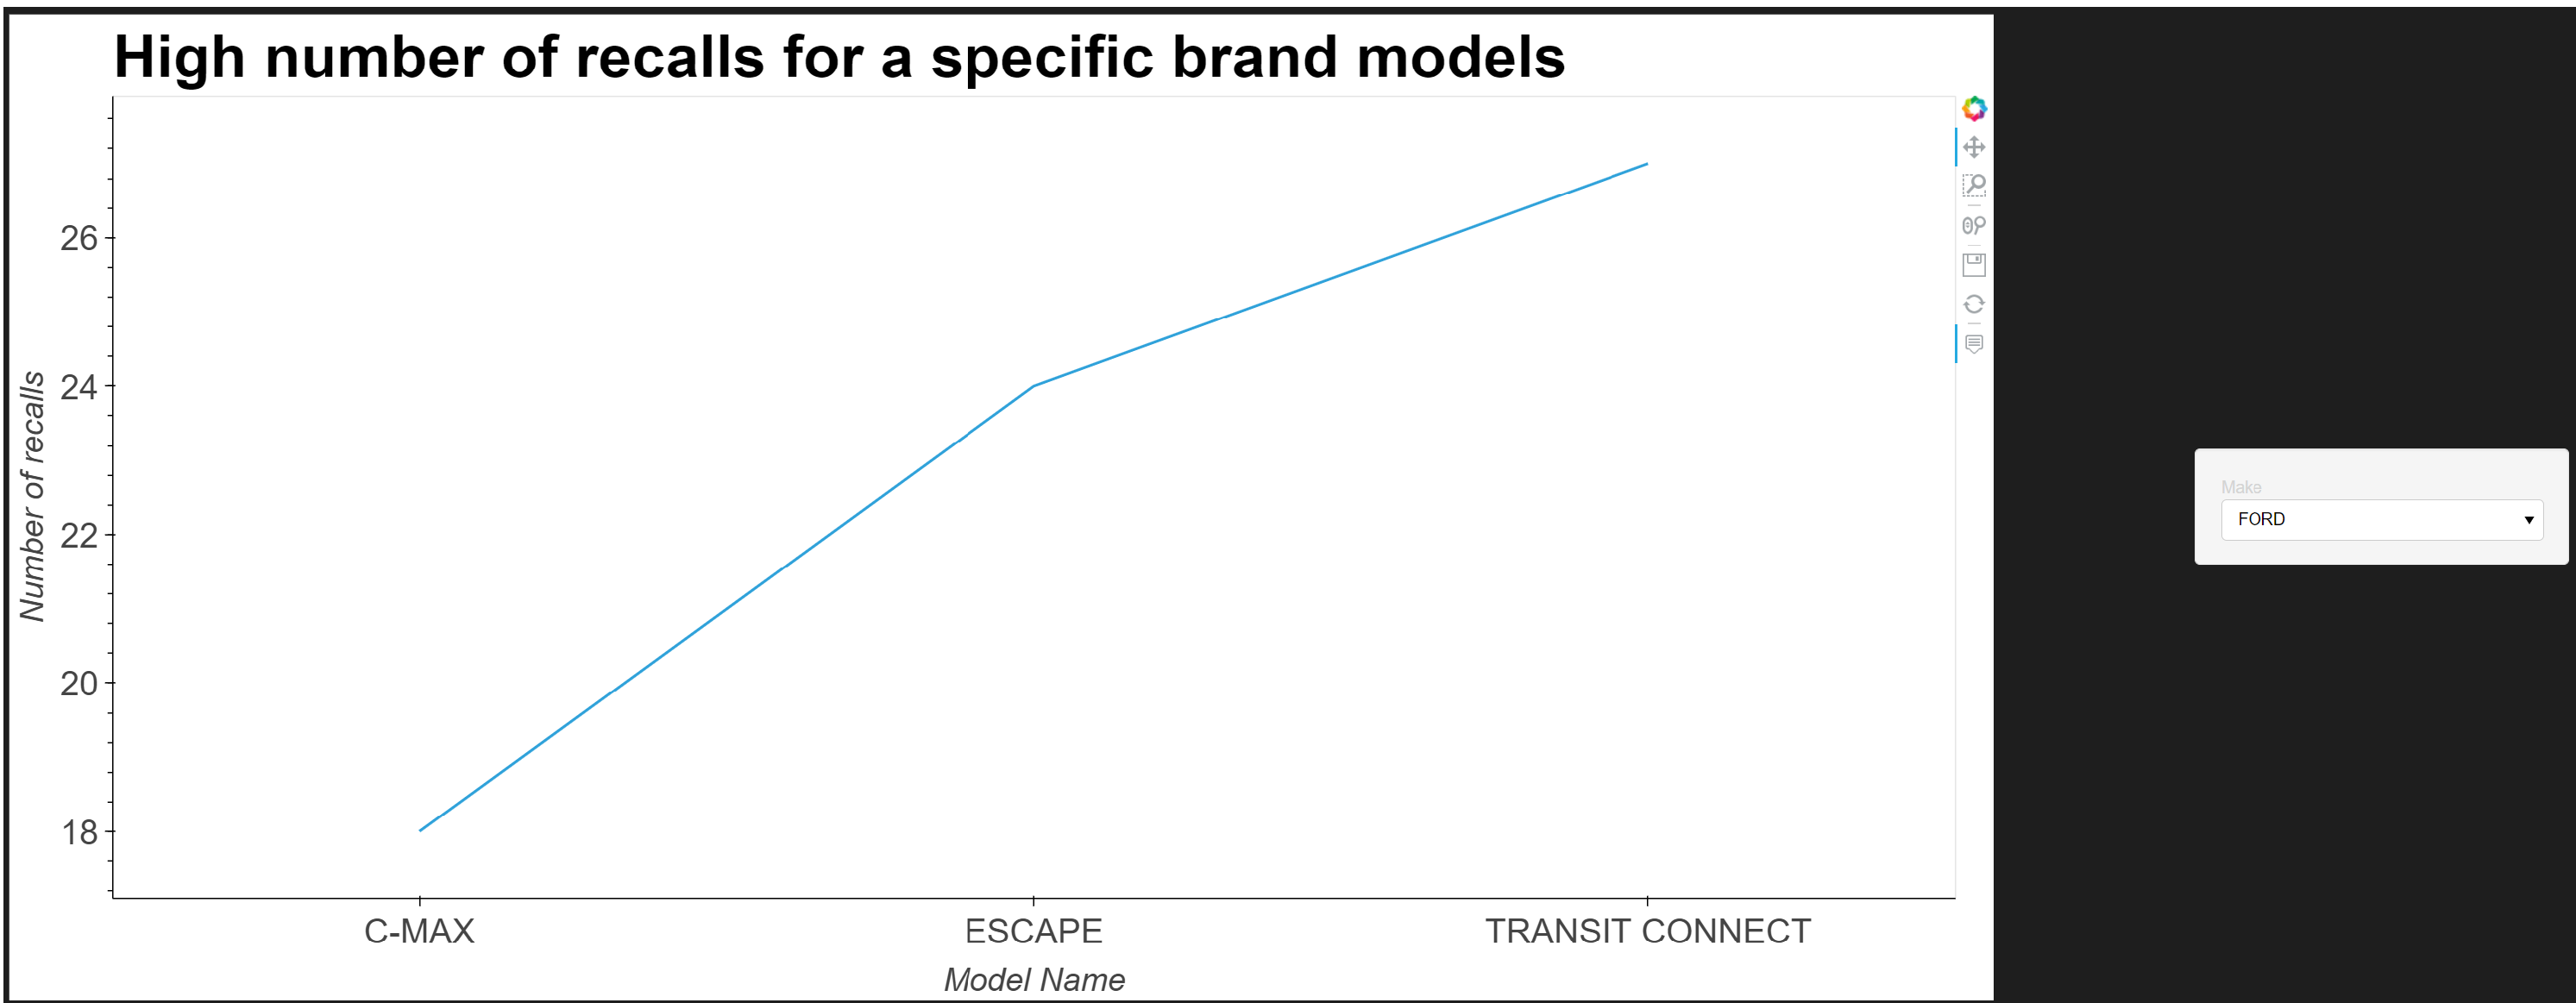 High number of recalls for a specific brand models
Number of recalls
26
24
22
20
18
C-MAX
ESCAPE
TRANSIT CONNECT
Model Name
Make
FORD